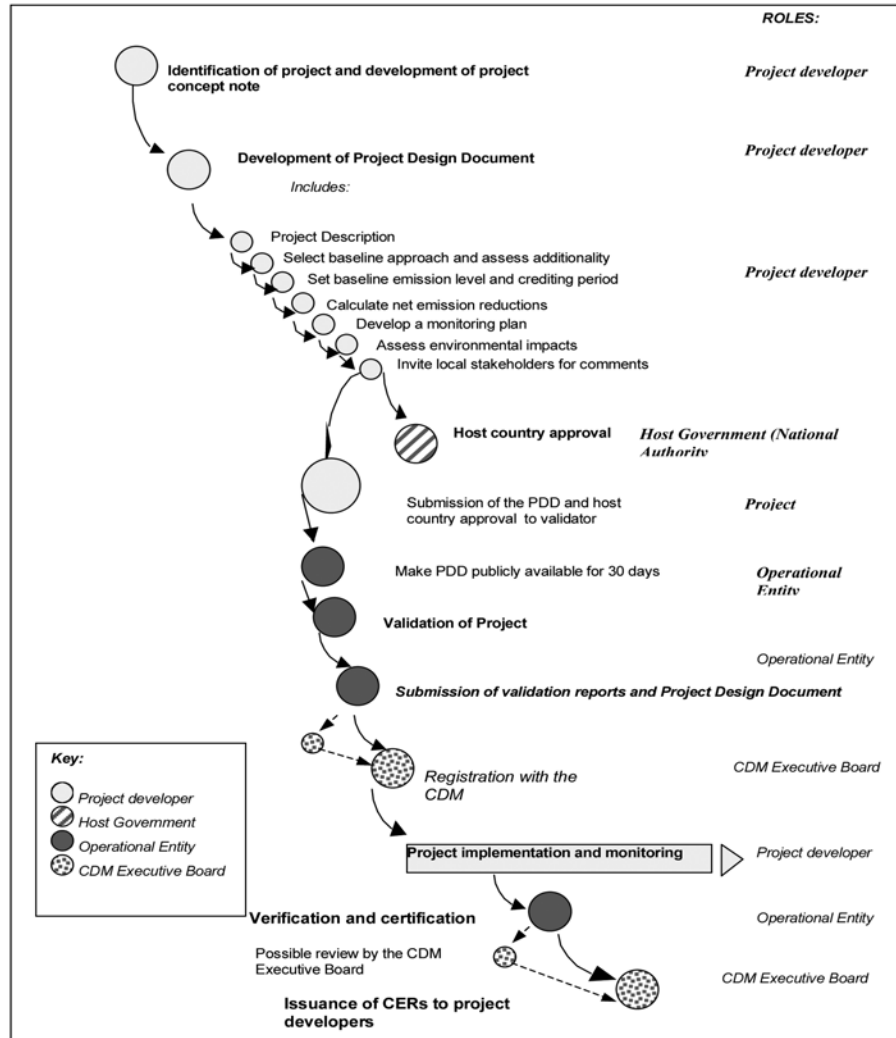 ROLES:
Identification of project and development of project
concept note
Project developer
Development of Project Design Document
Project developer
Includes:
Project Description
Select baseline approach and assess additionality
Set baseline emission level and crediting period
Project developer
Calculate net emission reductions
Develop a monitoring plan
Assess environmental impacts
Invite local stakeholders for comments
Host country approval
Host Government (National
Authority
Submission of the PDD and host
country approval to validator
Project
Make PDD publicly available for 30 days
Operational
Entity
Validation of Project
Operational Entity
Submission of validation reports and Project Design Document
Registration with the
CDM
CDM Executive Board
Key:
Project developer
Host Government
Operational Entity
CDM Executive Board
Project implementation and monitoring
Project developer
Verification and certification
Operational Entity
Possible review by the CDM
Executive Board
CDM Executive Board
Issuance of CERs to project
developers